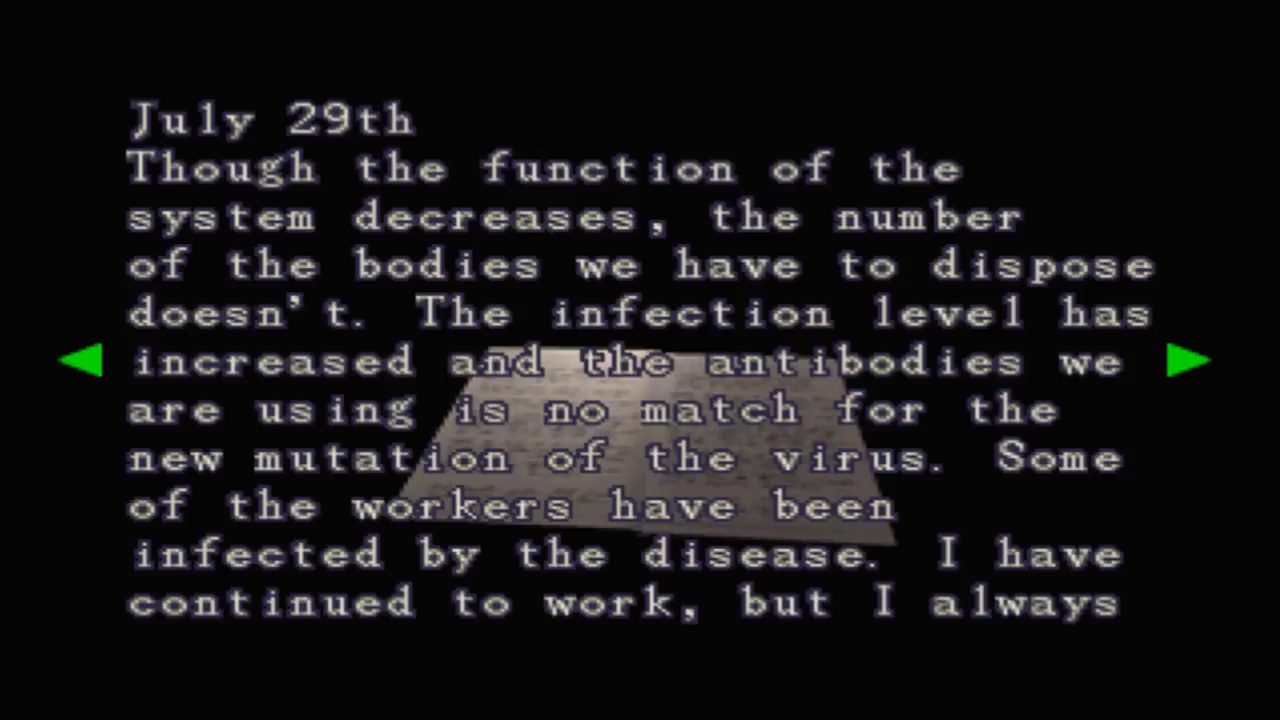 July 29th
Though the function of the
system decreases, the number
of the bodies we have to dispose
doesn't. The infection level has
increased and the antibodies we
are using is no match for the
new mutation of the virus. Some
of the workers have been
infected by the disease. I have
continued to work, but I always